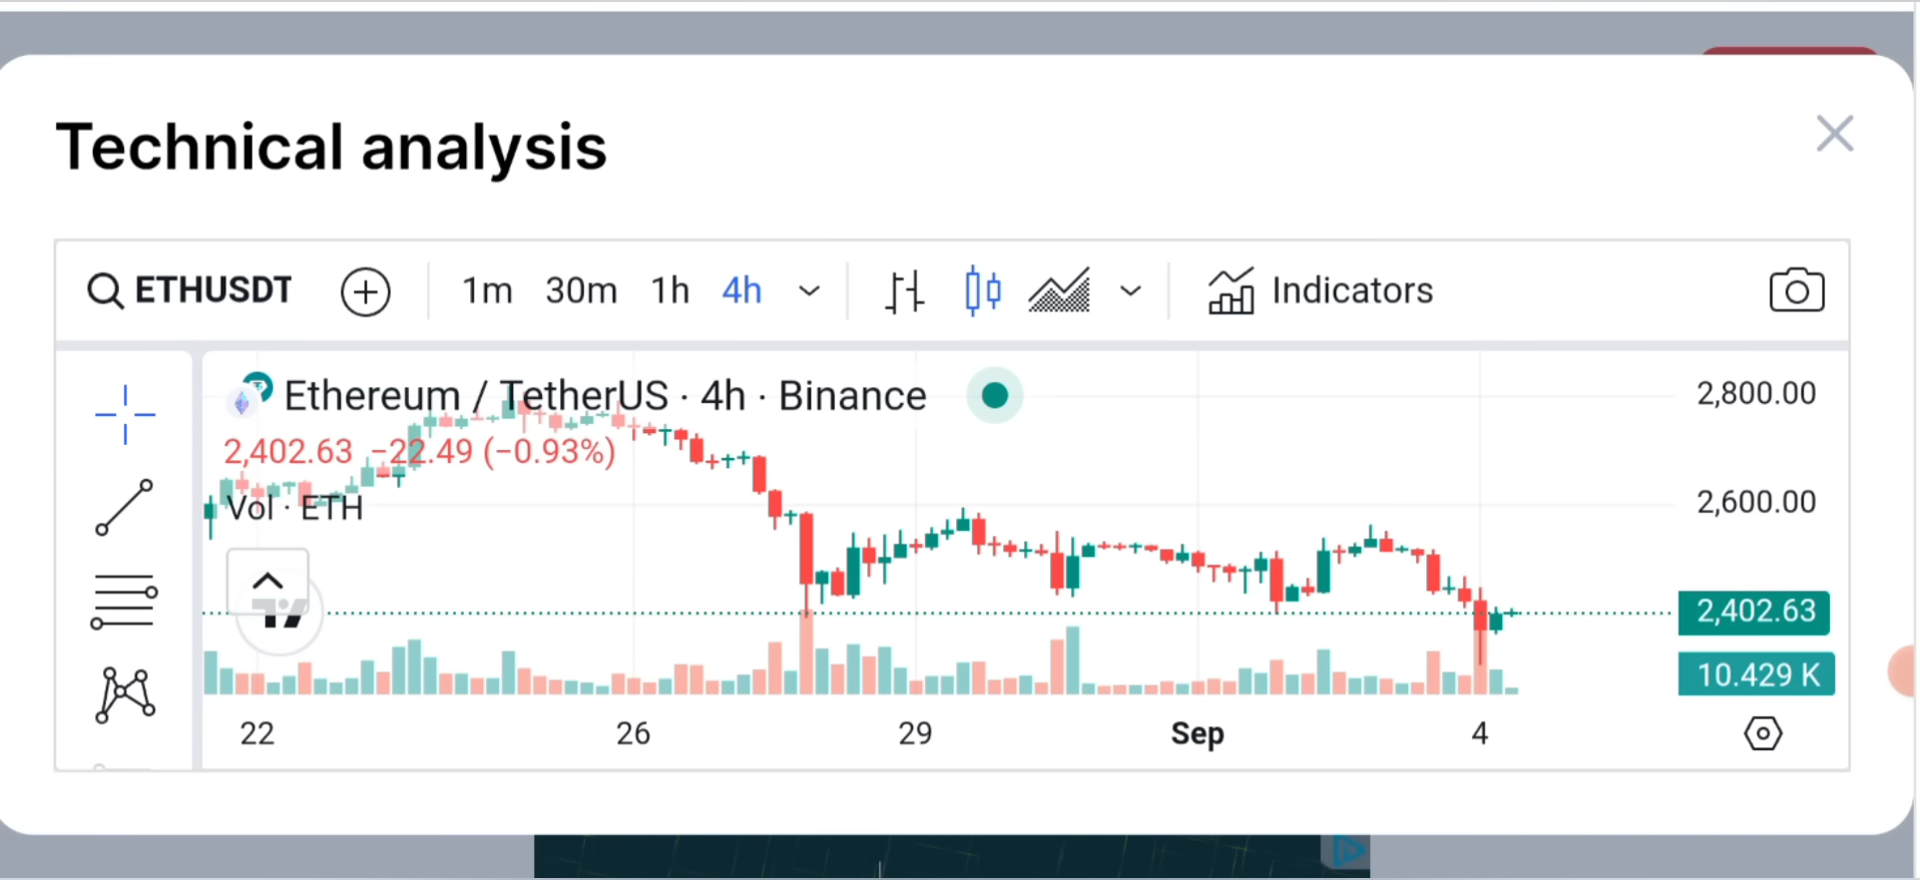 Technical analysis
ETHUSDT 1m 30m 1h 4h Indicators
Ethereum / TetherUS · 4h · Binance
2,402.63 −22.49 (−0.93%)
Vol · ETH
2,800.00
2,600.00
2,402.63
10.429 K
22 26 29 Sep 4